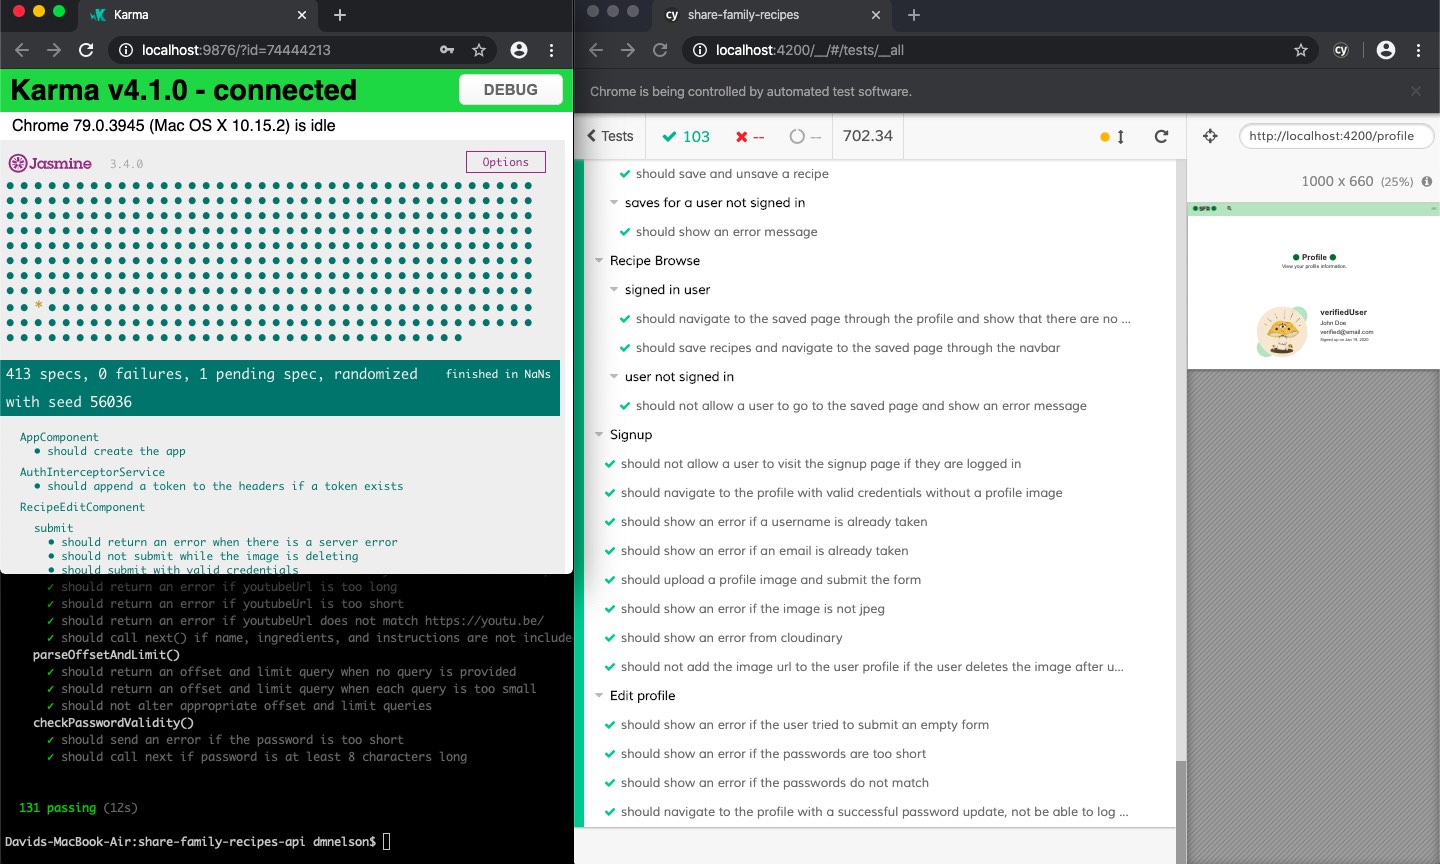 Karma
localhost:9876/?id=74444213
Karma v4.1.0 - connected
DEBUG
Chrome 79.0.3945 (Mac OS X 10.15.2) is idle
Jasmine 3.4.0
Options
413 specs, 0 failures, 1 pending spec, randomized
with seed 56036
finished in NaNs
AppComponent
• should create the app
AuthInterceptorService
• should append a token to the headers if a token exists
RecipeEditComponent
submit
• should return an error when there is a server error
• should not submit while the image is deleting
• should submit with valid credentials
✓ should return an error if youtubeUrl is too long
✓ should return an error if youtubeUrl is too short
✓ should return an error if youtubeUrl does not match https://youtu.be/
✓ should call next() if name, ingredients, and instructions are not include
parseOffsetAndLimit()
✓ should return an offset and limit query when no query is provided
✓ should return an offset and limit query when each query is too small
✓ should not alter appropriate offset and limit queries
checkPasswordValidity()
✓ should send an error if the password is too short
✓ should call next if password is at least 8 characters long
131 passing (12s)
Davids-MacBook-Air:share-family-recipes-api dmnelson$
cy share-family-recipes
localhost:4200/__/#/tests/__all
cy
Chrome is being controlled by automated test software.
Tests
103
--
--
702.34
http://localhost:4200/profile
1000 x 660 (25%)
should save and unsave a recipe
saves for a user not signed in
should show an error message
Recipe Browse
signed in user
should navigate to the saved page through the profile and show that there are no ...
should save recipes and navigate to the saved page through the navbar
user not signed in
should not allow a user to go to the saved page and show an error message
Signup
should not allow a user to visit the signup page if they are logged in
should navigate to the profile with valid credentials without a profile image
should show an error if a username is already taken
should show an error if an email is already taken
should upload a profile image and submit the form
should show an error if the image is not jpeg
should show an error from cloudinary
should not add the image url to the user profile if the user deletes the image after u...
Edit profile
should show an error if the user tried to submit an empty form
should show an error if the passwords are too short
should show an error if the passwords do not match
should navigate to the profile with a successful password update, not be able to log ...
SFR
Profile
View your profile information.
verifiedUser
John Doe
verified@email.com
Signed up on Jan 19, 2020